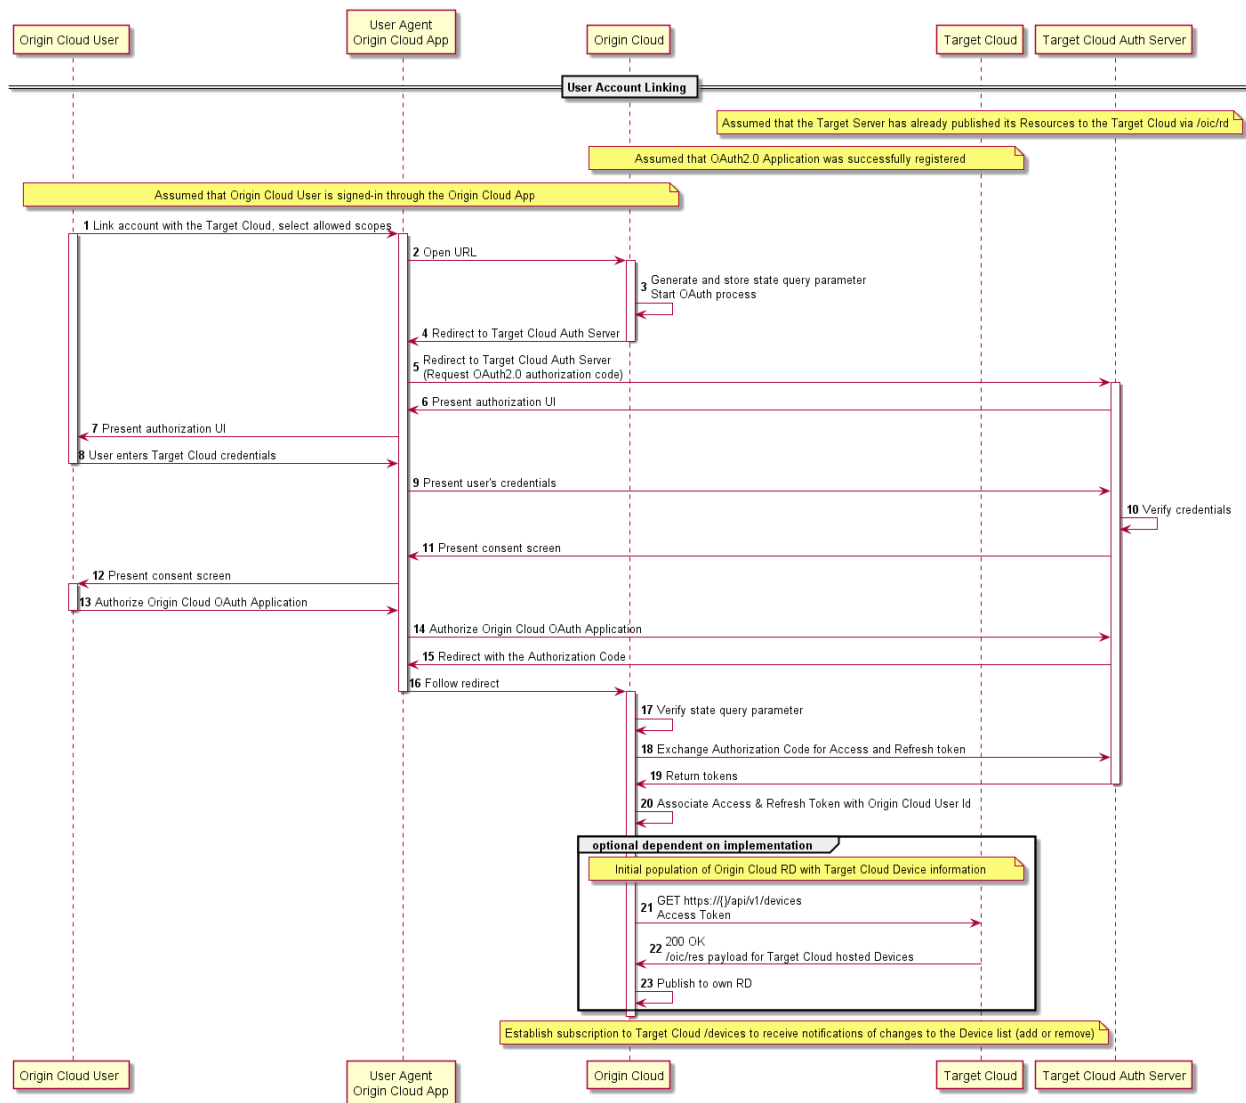 Origin Cloud User
User Agent
Origin Cloud App
Origin Cloud
Target Cloud
Target Cloud Auth Server
User Account Linking
Assumed that the Target Server has already published its Resources to the Target Cloud via /oic/rd
Assumed that OAuth2.0 Application was successfully registered
Assumed that Origin Cloud User is signed-in through the Origin Cloud App
1 Link account with the Target Cloud, select allowed scopes
2 Open URL
3 Generate and store state query parameter
Start OAuth process
4 Redirect to Target Cloud Auth Server
5 Redirect to Target Cloud Auth Server
(Request OAuth2.0 authorization code)
6 Present authorization UI
7 Present authorization UI
8 User enters Target Cloud credentials
9 Present user's credentials
10 Verify credentials
11 Present consent screen
12 Present consent screen
13 Authorize Origin Cloud OAuth Application
14 Authorize Origin Cloud OAuth Application
15 Redirect with the Authorization Code
16 Follow redirect
17 Verify state query parameter
18 Exchange Authorization Code for Access and Refresh token
19 Return tokens
20 Associate Access & Refresh Token with Origin Cloud User Id
optional dependent on implementation
Initial population of Origin Cloud RD with Target Cloud Device information
21 GET https://{}/api/v1/devices
Access Token
22 200 OK
/oic/res payload for Target Cloud hosted Devices
23 Publish to own RD
Establish subscription to Target Cloud /devices to receive notifications of changes to the Device list (add or remove)
Origin Cloud User
User Agent
Origin Cloud App
Origin Cloud
Target Cloud
Target Cloud Auth Server